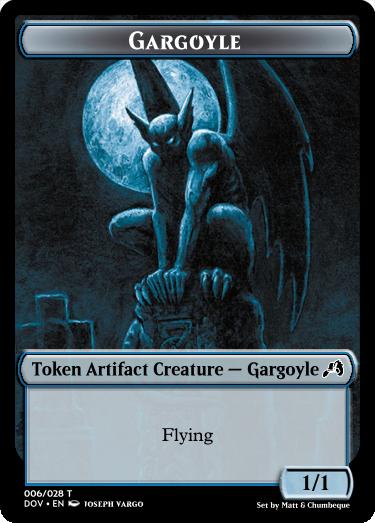 Gargoyle
Token Artifact Creature — Gargoyle
Flying
1/1
006/028 T
DOV • EN Joseph Vargo
Set by Matt & Chumbeque